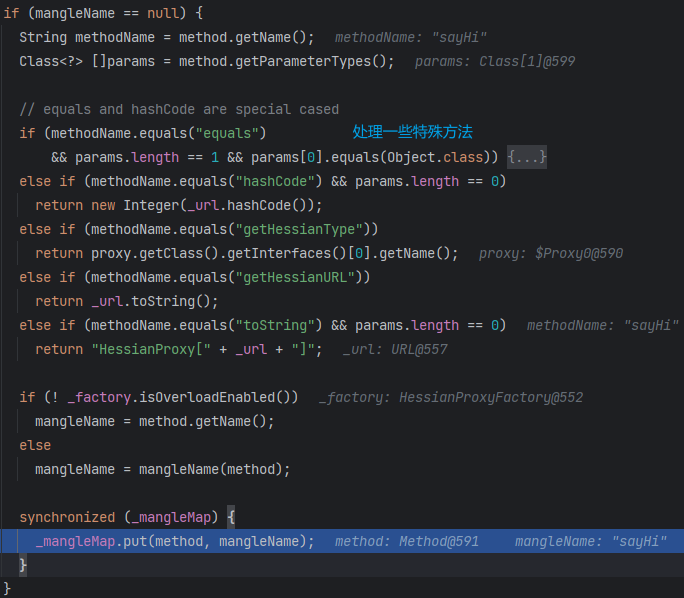 if (mangleName == null) {
String methodName = method.getName();   methodName: "sayHi"
Class<?> []params = method.getParameterTypes();   params: Class[1]@599
// equals and hashCode are special cased
if (methodName.equals("equals")   处理一些特殊方法
&& params.length == 1 && params[0].equals(Object.class)) {...}
else if (methodName.equals("hashCode") && params.length == 0)
return new Integer(_url.hashCode());
else if (methodName.equals("getHessianType"))
return proxy.getClass().getInterfaces()[0].getName();   proxy: $Proxy0@590
else if (methodName.equals("getHessianURL"))
return _url.toString();
else if (methodName.equals("toString") && params.length == 0)   methodName: "sayHi"
return "HessianProxy[" + _url + "]";   _url: URL@557
if (! _factory.isOverloadEnabled())   _factory: HessianProxyFactory@552
mangleName = method.getName();
else
mangleName = mangleName(method);
synchronized (_mangleMap) {
_mangleMap.put(method, mangleName);   method: Method@591   mangleName: "sayHi"
}
}